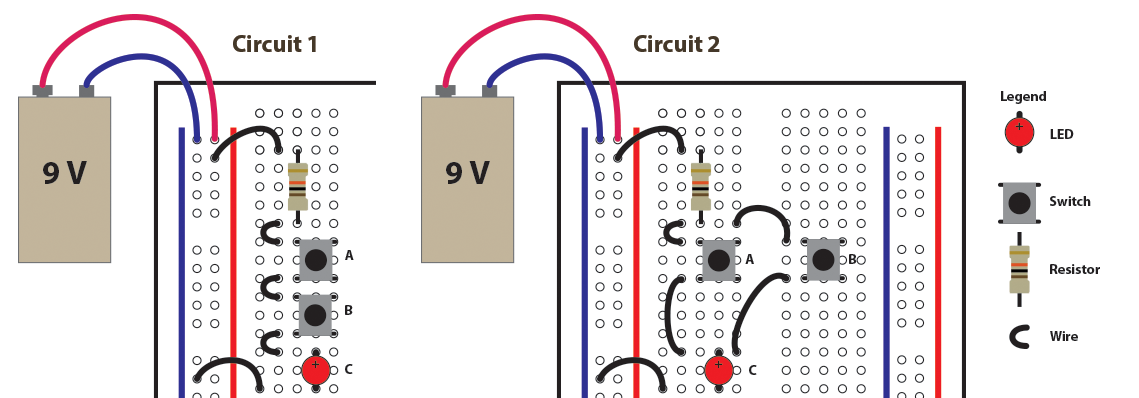 Circuit 1
Circuit 2
9 V
A
B
C
9 V
A
B
C
Legend
+
LED
Switch
Resistor
Wire
+
+